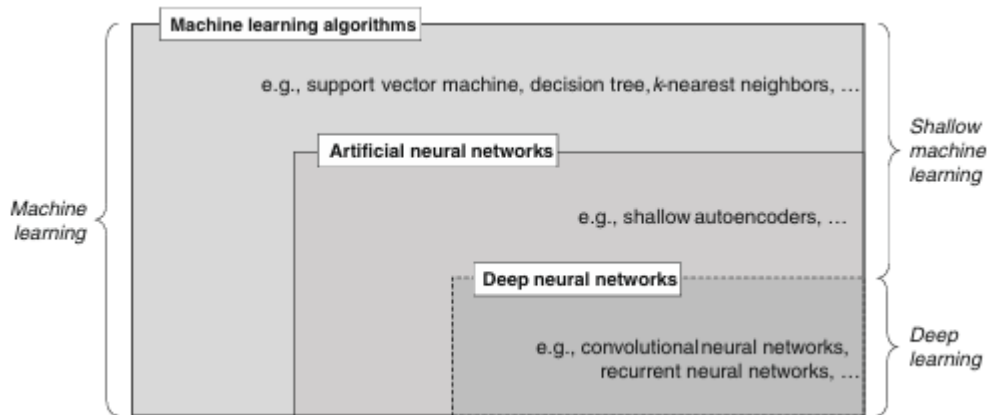 Machine learning algorithms
e.g., support vector machine, decision tree, k-nearest neighbors, …
Artificial neural networks
Shallow
machine
learning
Machine
learning
e.g., shallow autoencoders, …
Deep neural networks
e.g., convolutional neural networks,
recurrent neural networks, …
Deep
learning